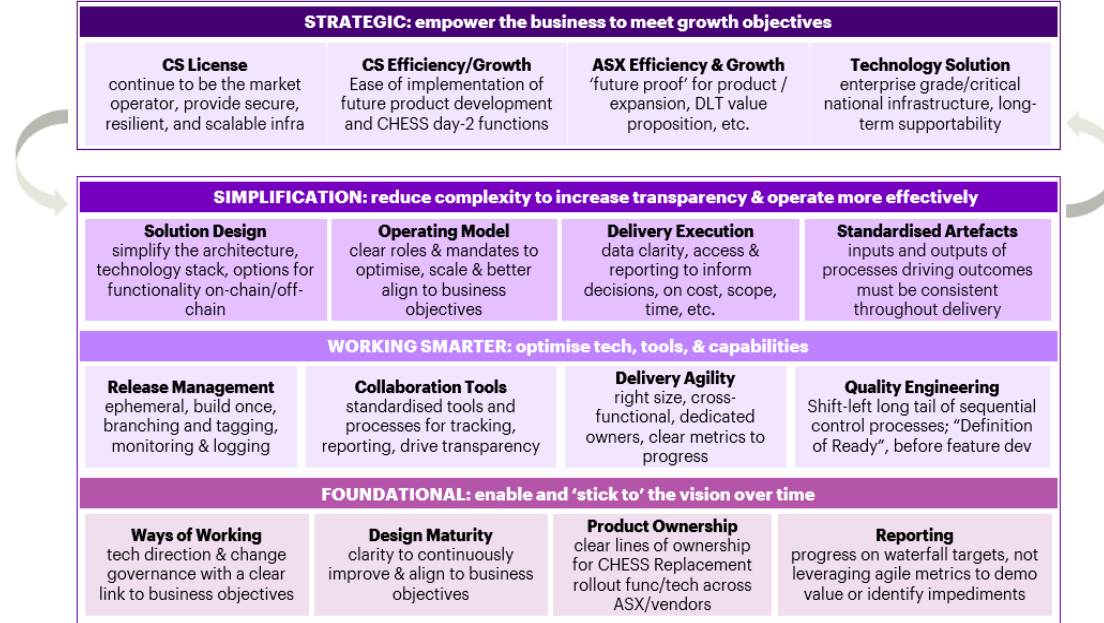 STRATEGIC: empower the business to meet growth objectives
CS License
continue to be the market
operator, provide secure,
resilient, and scalable infra
CS Efficiency/Growth
Ease of implementation of
future product development
and CHESS day-2 functions
ASX Efficiency & Growth
‘future proof’ for product /
expansion, DLT value
proposition, etc.
Technology Solution
enterprise grade/critical
national infrastructure, long-
term supportability
SIMPLIFICATION: reduce complexity to increase transparency & operate more effectively
Solution Design
simplify the architecture,
technology stack, options for
functionality on-chain/off-
chain
Operating Model
clear roles & mandates to
optimise, scale & better
align to business
objectives
Delivery Execution
data clarity, access &
reporting to inform
decisions, on cost, scope,
time, etc.
Standardised Artefacts
inputs and outputs of
processes driving outcomes
must be consistent
throughout delivery
WORKING SMARTER: optimise tech, tools, & capabilities
Release Management
ephemeral, build once,
branching and tagging,
monitoring & logging
Collaboration Tools
standardised tools and
processes for tracking,
reporting, drive transparency
Delivery Agility
right size, cross-
functional, dedicated
owners, clear metrics to
progress
Quality Engineering
Shift-left long tail of sequential
control processes; “Definition
of Ready”, before feature dev
FOUNDATIONAL: enable and ‘stick to’ the vision over time
Ways of Working
tech direction & change
governance with a clear
link to business objectives
Design Maturity
clarity to continuously
improve & align to business
objectives
Product Ownership
clear lines of ownership
for CHESS Replacement
rollout func/tech across
ASX/vendors
Reporting
progress on waterfall targets, not
leveraging agile metrics to demo
value or identify impediments